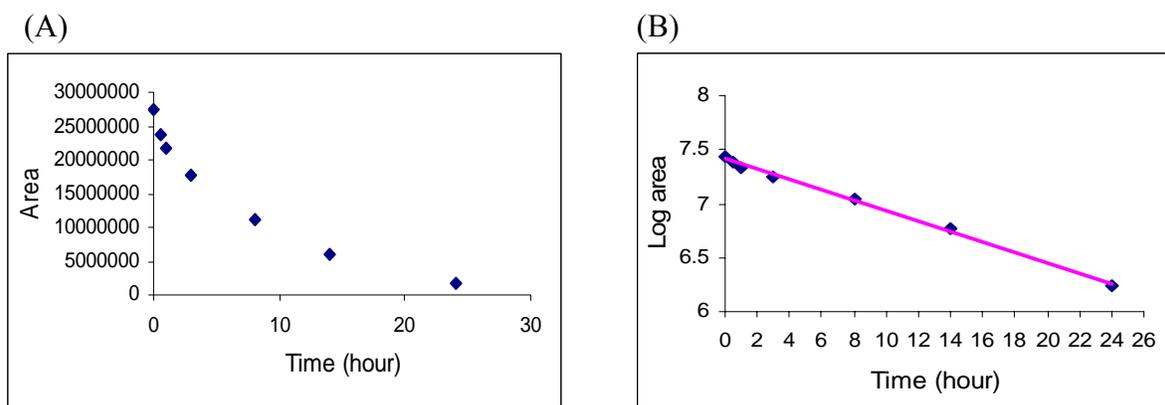 (A)
30000000
25000000
20000000
15000000
10000000
5000000
0
Area
0 10 20 30
Time (hour)
(B)
8
7.5
7
6.5
6
Log area
0 2 4 6 8 10 12 14 16 18 20 22 24 26
Time (hour)